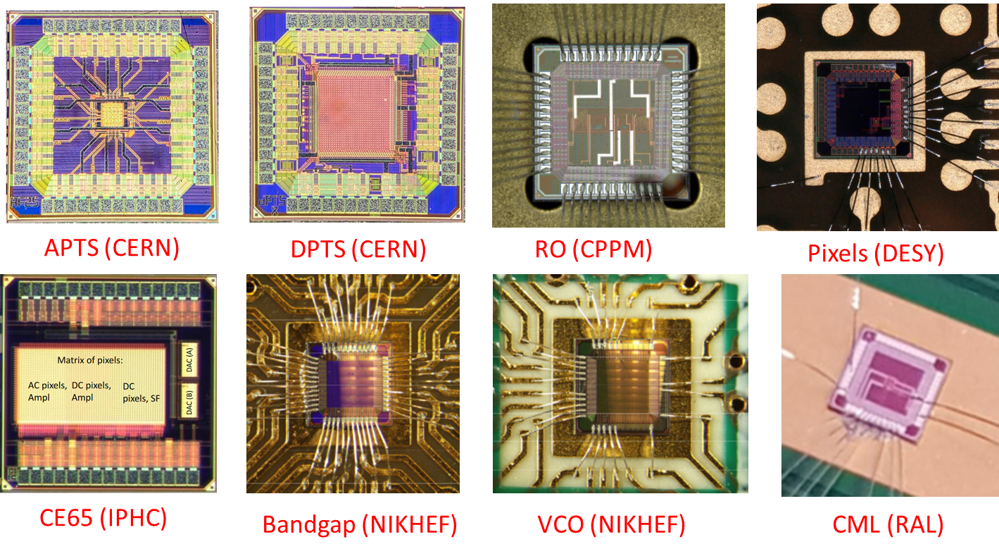 AF25
dPTS
X
APTS (CERN)
DPTS (CERN)
RO (CPPM)
Pixels (DESY)
Matrix of pixels:
AC pixels,
Ampl
DC pixels,
Ampl
DC
pixels, SF
DAC (A)
DAC (B)
CE65 (IPHC)
Bandgap (NIKHEF)
VCO (NIKHEF)
CML (RAL)